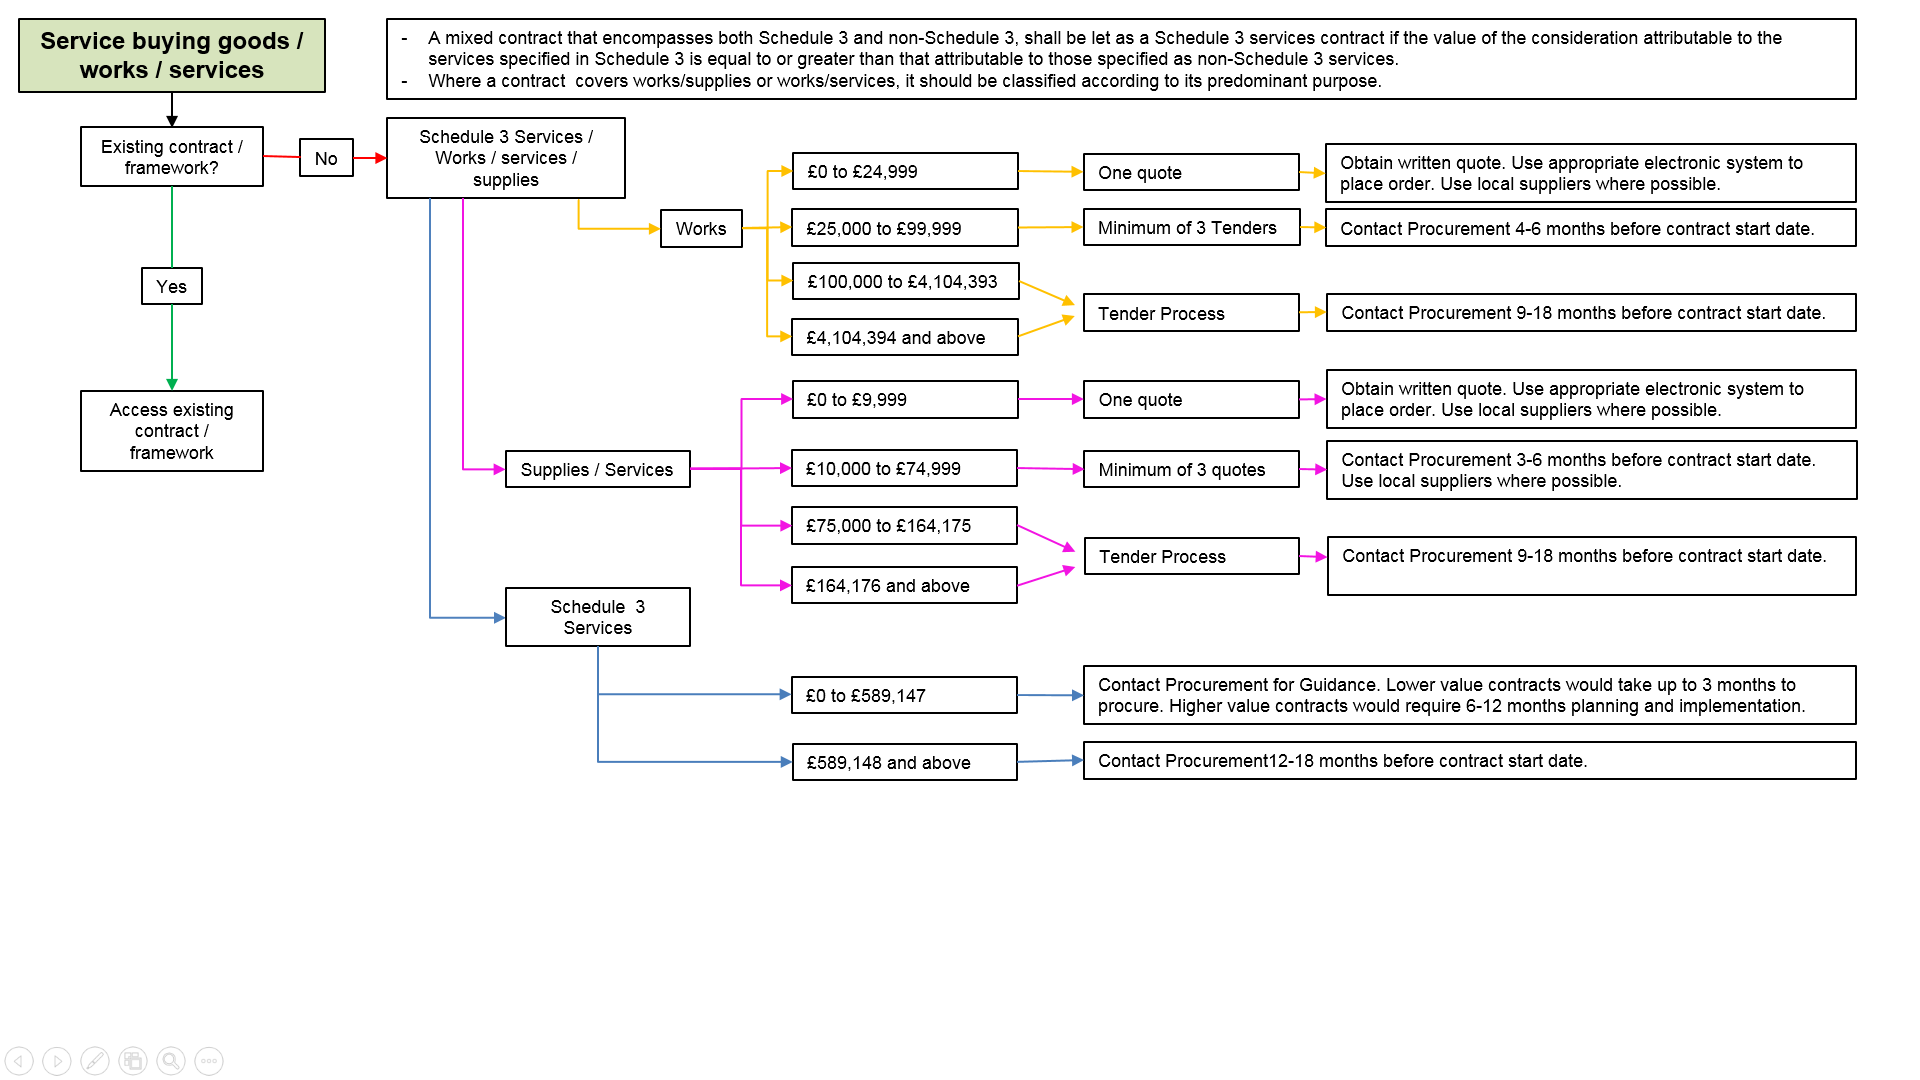 Service buying goods /
works / services
- A mixed contract that encompasses both Schedule 3 and non-Schedule 3, shall be let as a Schedule 3 services contract if the value of the consideration attributable to the
services specified in Schedule 3 is equal to or greater than that attributable to those specified as non-Schedule 3 services.
- Where a contract  covers works/supplies or works/services, it should be classified according to its predominant purpose.
Existing contract /
framework?
No
Schedule 3 Services /
Works / services /
supplies
Yes
Access existing
contract /
framework
Works
£0 to £24,999
One quote
Obtain written quote. Use appropriate electronic system to
place order. Use local suppliers where possible.
£25,000 to £99,999
Minimum of 3 Tenders
Contact Procurement 4-6 months before contract start date.
£100,000 to £4,104,393
£4,104,394 and above
Tender Process
Contact Procurement 9-18 months before contract start date.
Supplies / Services
£0 to £9,999
One quote
Obtain written quote. Use appropriate electronic system to
place order. Use local suppliers where possible.
£10,000 to £74,999
Minimum of 3 quotes
Contact Procurement 3-6 months before contract start date.
Use local suppliers where possible.
£75,000 to £164,175
£164,176 and above
Tender Process
Contact Procurement 9-18 months before contract start date.
Schedule  3
Services
£0 to £589,147
Contact Procurement for Guidance. Lower value contracts would take up to 3 months to
procure. Higher value contracts would require 6-12 months planning and implementation.
£589,148 and above
Contact Procurement12-18 months before contract start date.